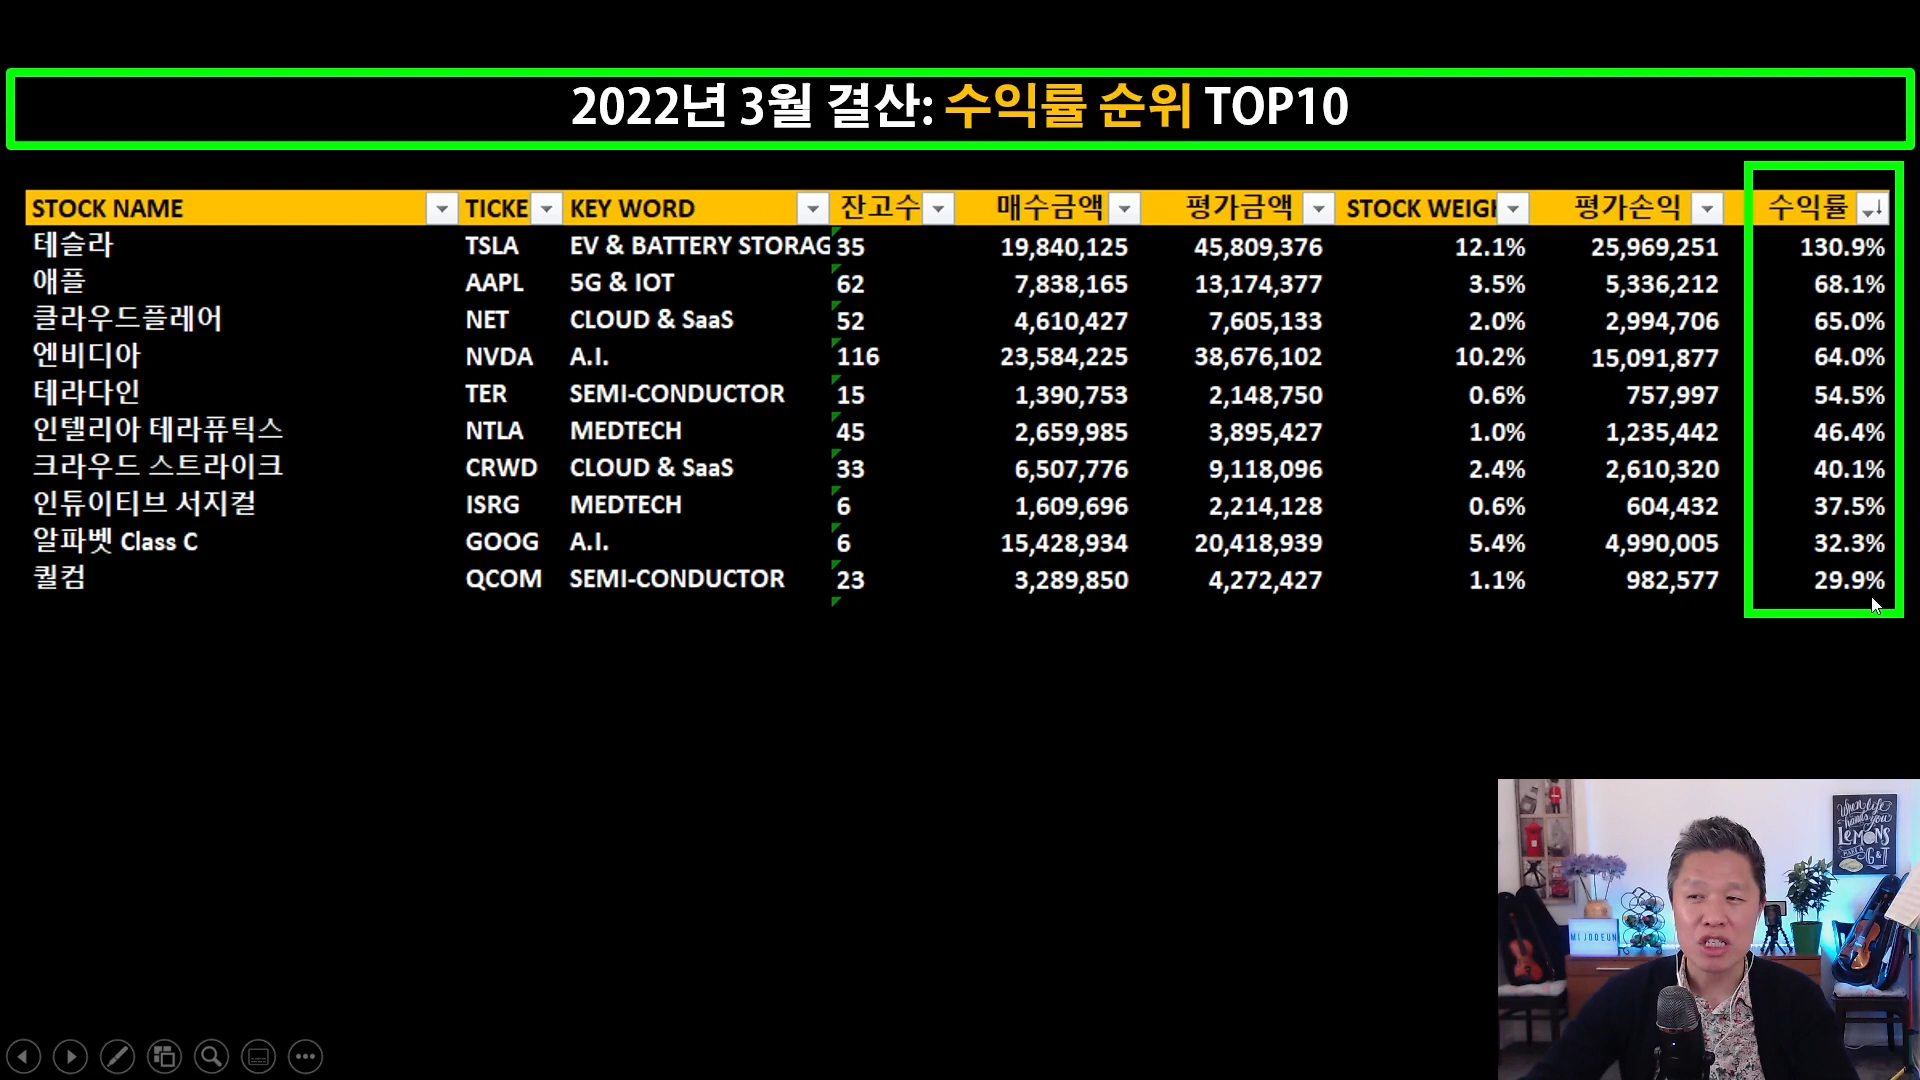 2022년 3월 결산: 수익률 순위 TOP10
STOCK NAME TICKE KEY WORD 잔고수 매수금액 평가금액 STOCK WEIGH 평가손익 수익률
테슬라 TSLA EV & BATTERY STORAG 35 19,840,125 45,809,376 12.1% 25,969,251 130.9%
애플 AAPL 5G & IOT 62 7,838,165 13,174,377 3.5% 5,336,212 68.1%
클라우드플레어 NET CLOUD & SaaS 52 4,610,427 7,605,133 2.0% 2,994,706 65.0%
엔비디아 NVDA A.I. 116 23,584,225 38,676,102 10.2% 15,091,877 64.0%
테라다인 TER SEMI-CONDUCTOR 15 1,390,753 2,148,750 0.6% 757,997 54.5%
인텔리아 테라퓨틱스 NTLA MEDTECH 45 2,659,985 3,895,427 1.0% 1,235,442 46.4%
크라우드 스트라이크 CRWD CLOUD & SaaS 33 6,507,776 9,118,096 2.4% 2,610,320 40.1%
인튜이티브 서지컬 ISRG MEDTECH 6 1,609,696 2,214,128 0.6% 604,432 37.5%
알파벳 Class C GOOG A.I. 6 15,428,934 20,418,939 5.4% 4,990,005 32.3%
퀄컴 QCOM SEMI-CONDUCTOR 23 3,289,850 4,272,427 1.1% 982,577 29.9%
When life
hands you
LEMONS
G&T
MI JOOEUN